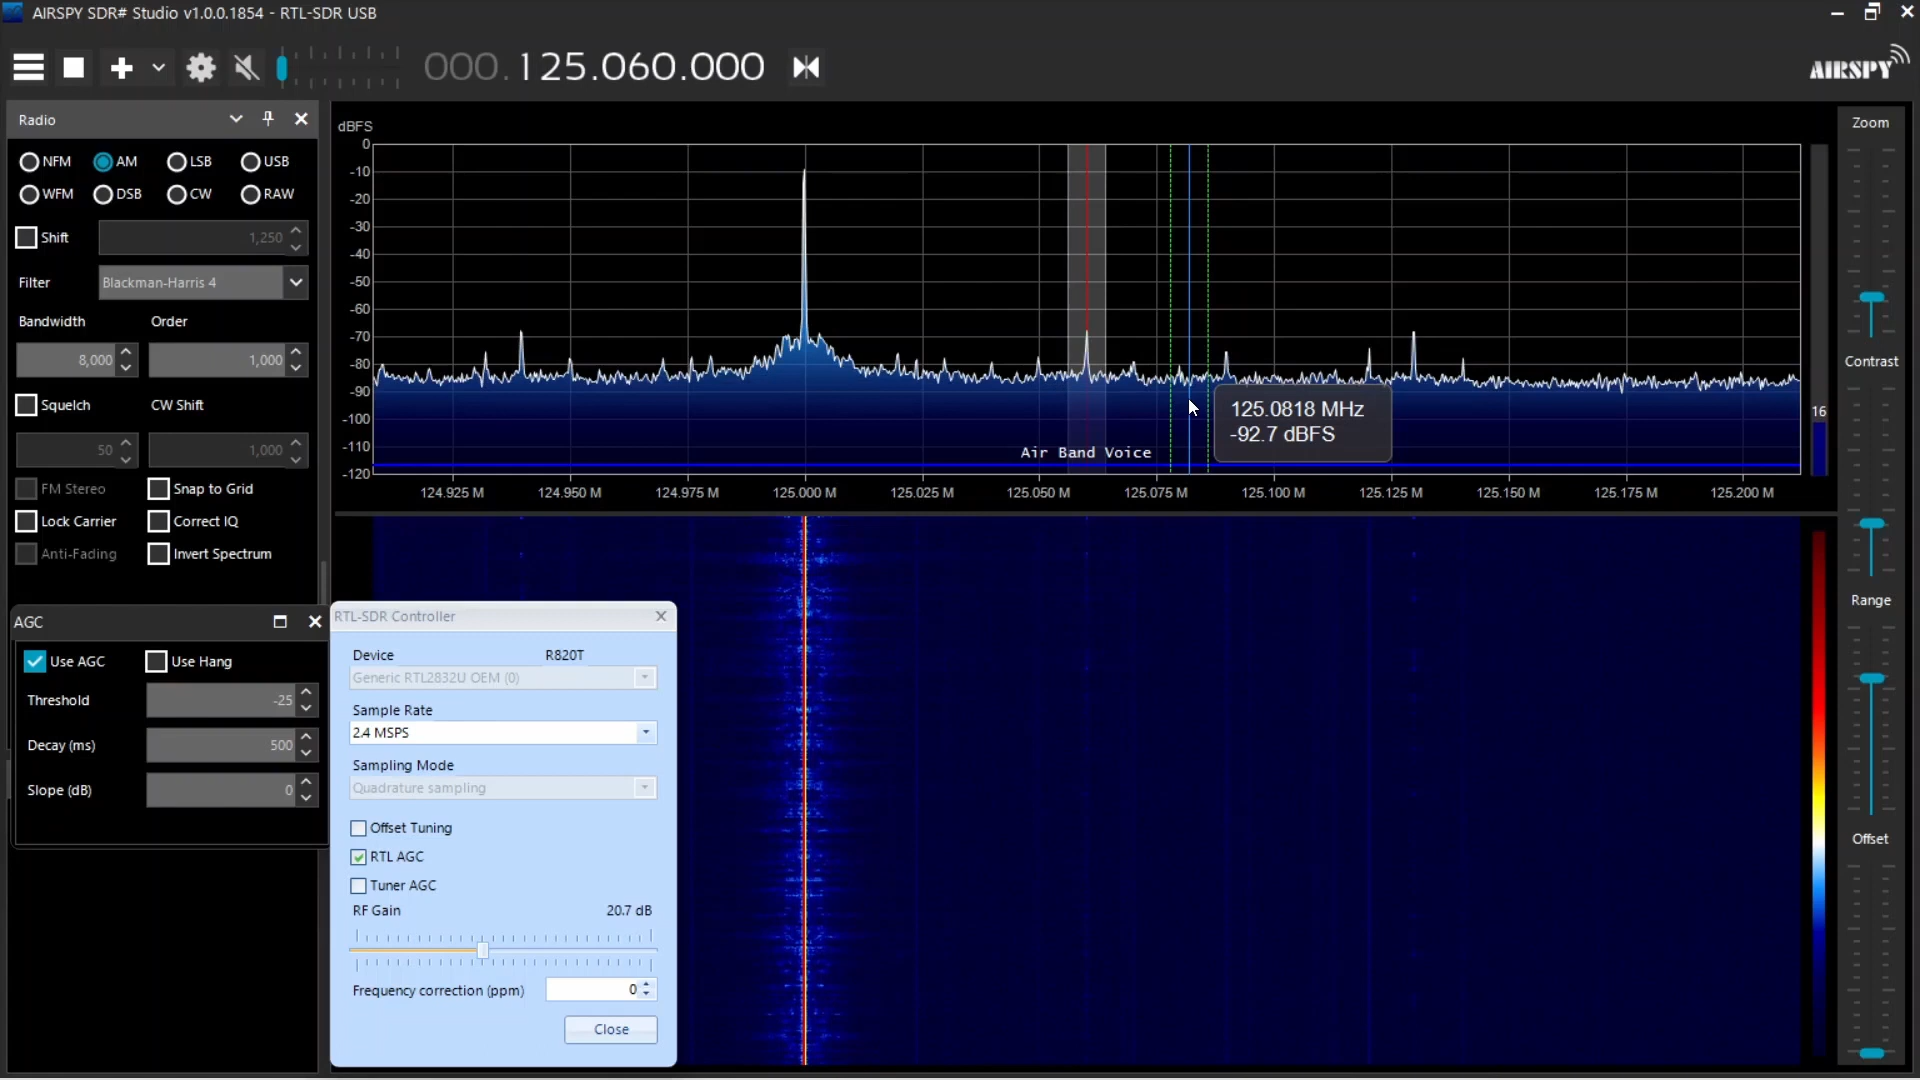 AIRSPY SDR# Studio v1.0.0.1854 - RTL-SDR USB
000.125.060.000
AIRSPY
Radio
NFM AM LSB USB
WFM DSB CW RAW
Shift 1,250
Filter Blackman-Harris 4
Bandwidth Order
8,000 1,000
Squelch CW Shift
50 1,000
FM Stereo Snap to Grid
Lock Carrier Correct IQ
Anti-Fading Invert Spectrum
AGC
Use AGC Use Hang
Threshold -25
Decay (ms) 500
Slope (dB) 0
dBFS
0
-10
-20
-30
-40
-50
-60
-70
-80
-90
-100
-110
-120
Air Band Voice
125.0818 MHz
-92.7 dBFS
16
124.925 M 124.950 M 124.975 M 125.000 M 125.025 M 125.050 M 125.075 M 125.100 M 125.125 M 125.150 M 125.175 M 125.200 M
RTL-SDR Controller
Device R820T
Generic RTL2832U OEM (0)
Sample Rate
2.4 MSPS
Sampling Mode
Quadrature sampling
Offset Tuning
RTL AGC
Tuner AGC
RF Gain 20.7 dB
Frequency correction (ppm) 0
Close
Zoom
Contrast
Range
Offset